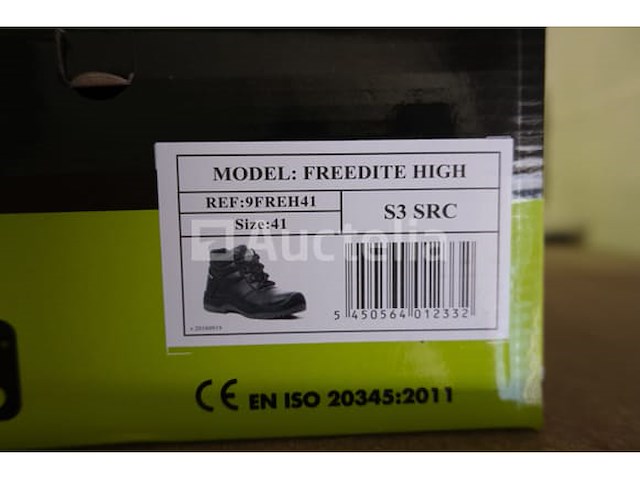 MODEL: FREEDITE HIGH
REF:9FREH41
Size:41
S3 SRC
Auctelia
5 450564 012332
CE EN ISO 20345:2011